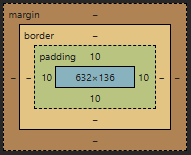 margin –
border –
padding 10
– – 10 632×136 10 – –
10
–
–